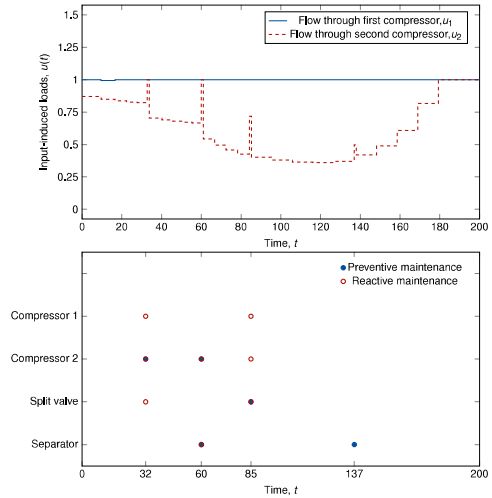 1.5
Flow through first compressor, u1
Flow through second compressor, u2
1
0.75
0.5
0.25
0
Input-induced loads, u(t)
0 20 40 60 80 100 120 140 160 180 200
Time, t
Preventive maintenance
Reactive maintenance
Compressor 1
Compressor 2
Split valve
Separator
0 32 60 85 137 200
Time, t